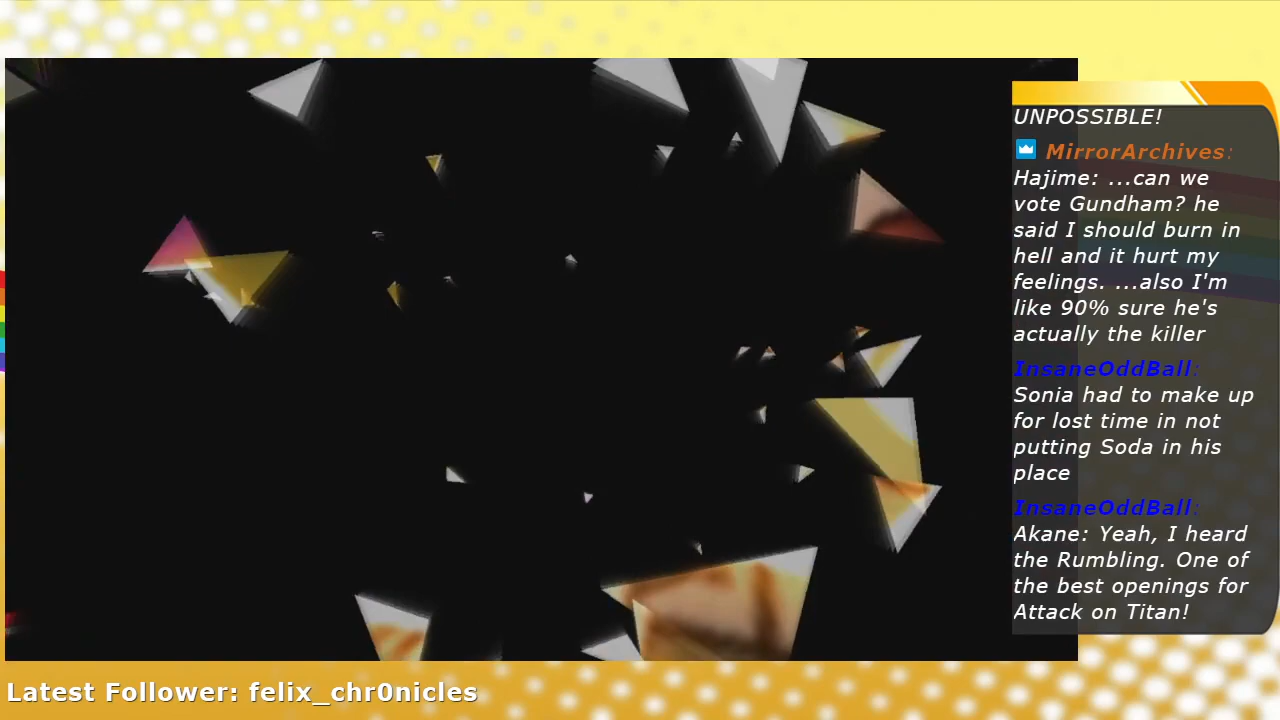 UNPOSSIBLE!
MirrorArchives:
Hajime: ...can we
vote Gundham? he
said I should burn in
hell and it hurt my
feelings. ...also I'm
like 90% sure he's
actually the killer
InsaneOddBall:
Sonia had to make up
for lost time in not
putting Soda in his
place
InsaneOddBall:
Akane: Yeah, I heard
the Rumbling. One of
the best openings for
Attack on Titan!
Latest Follower: felix_chr0nicles